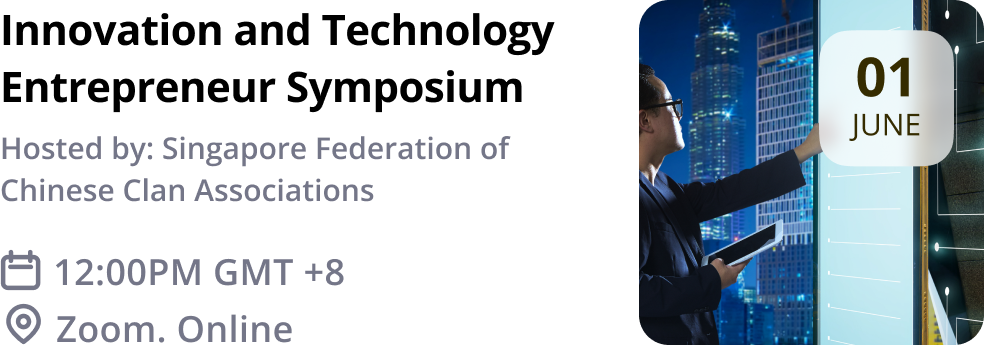 Innovation and Technology
Entrepreneur Symposium
Hosted by: Singapore Federation of
Chinese Clan Associations
12:00PM GMT +8
Zoom. Online
01
JUNE